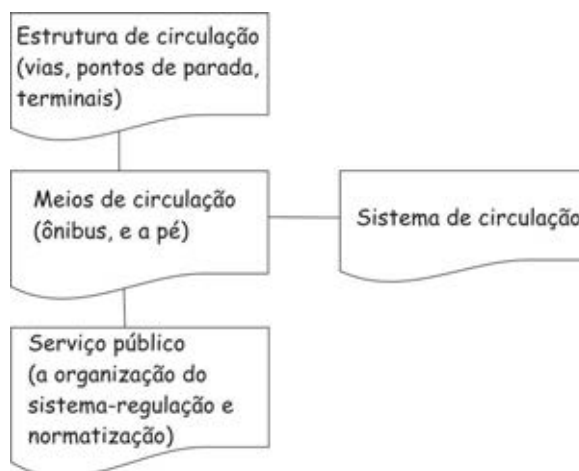 Estrutura de circulação
(vias, pontos de parada,
terminais)
Meios de circulação
(ônibus, e a pé)
Sistema de circulação
Serviço público
(a organização do
sistema-regulação e
normatização)